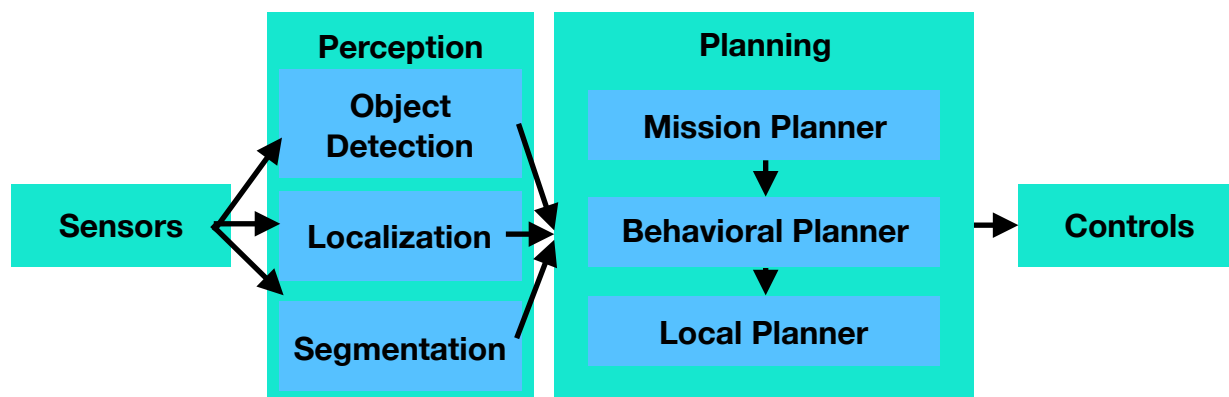 Sensors
Perception
Object
Detection
Localization
Segmentation
Planning
Mission Planner
Behavioral Planner
Local Planner
Controls